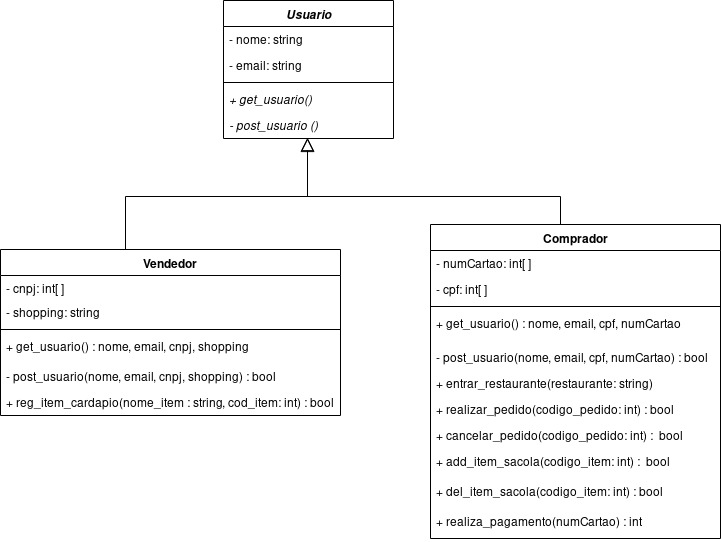 Usuario
- nome: string
- email: string
+ get_usuario()
- post_usuario ()
Vendedor
- cnpj: int[ ]
- shopping: string
+ get_usuario() : nome, email, cnpj, shopping
- post_usuario(nome, email, cnpj, shopping) : bool
+ reg_item_cardapio(nome_item : string, cod_item: int) : bool
Comprador
- numCartao: int[ ]
- cpf: int[ ]
+ get_usuario() : nome, email, cpf, numCartao
- post_usuario(nome, email, cpf, numCartao) : bool
+ entrar_restaurante(restaurante: string)
+ realizar_pedido(codigo_pedido: int) : bool
+ cancelar_pedido(codigo_pedido: int) : bool
+ add_item_sacola(codigo_item: int) : bool
+ del_item_sacola(codigo_item: int) : bool
+ realiza_pagamento(numCartao) : int